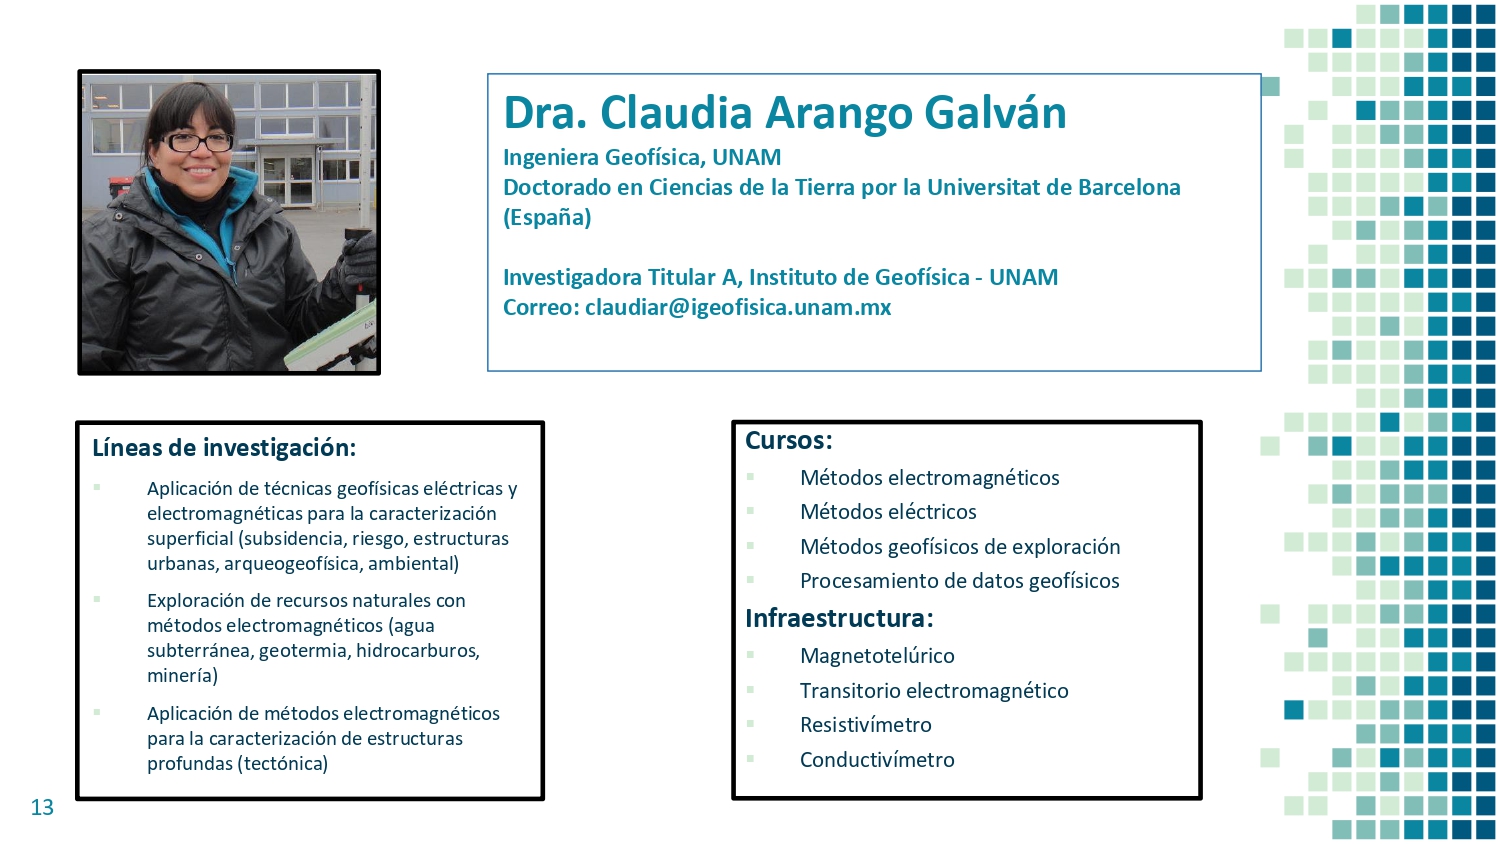 Dra. Claudia Arango Galván
Ingeniera Geofísica, UNAM
Doctorado en Ciencias de la Tierra por la Universitat de Barcelona
(España)
Investigadora Titular A, Instituto de Geofísica - UNAM
Correo: claudiar@igeofisica.unam.mx
Líneas de investigación:
Aplicación de técnicas geofísicas eléctricas y
electromagnéticas para la caracterización
superficial (subsidencia, riesgo, estructuras
urbanas, arqueogeofísica, ambiental)
Exploración de recursos naturales con
métodos electromagnéticos (agua
subterránea, geotermia, hidrocarburos,
minería)
Aplicación de métodos electromagnéticos
para la caracterización de estructuras
profundas (tectónica)
Cursos:
Métodos electromagnéticos
Métodos eléctricos
Métodos geofísicos de exploración
Procesamiento de datos geofísicos
Infraestructura:
Magnetotelúrico
Transitorio electromagnético
Resistivímetro
Conductivímetro
13